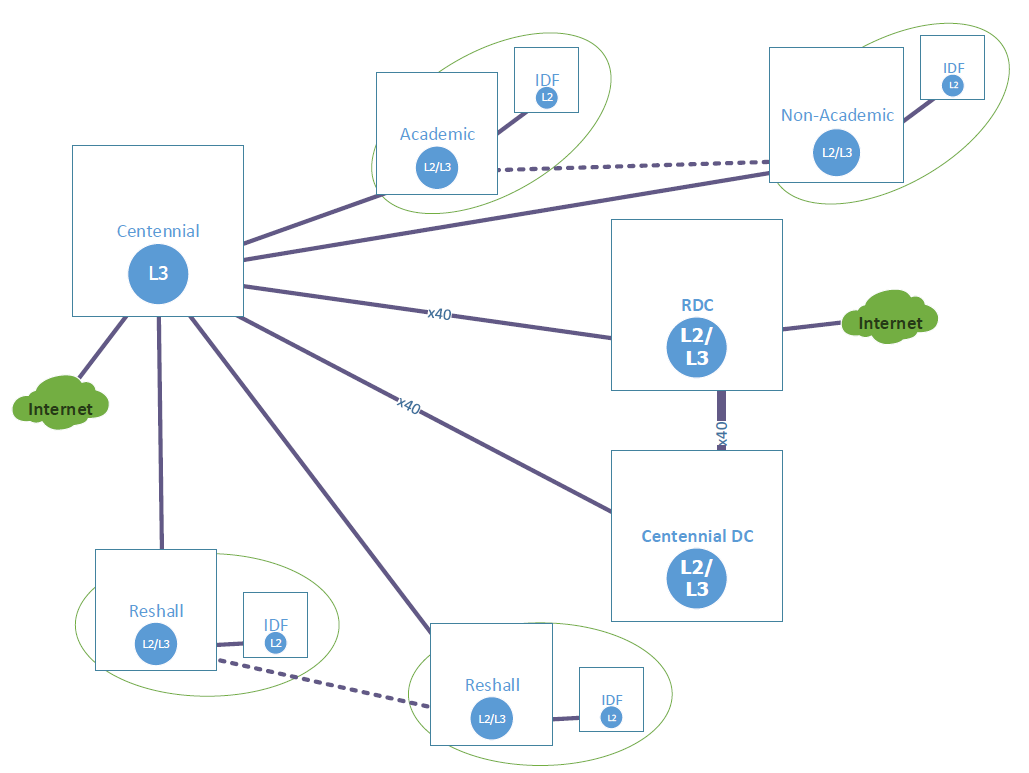 IDF
L2
Academic
L2/L3
IDF
L2
Non-Academic
L2/L3
Centennial
L3
x40
RDC
L2/
L3
Internet
Internet
x40
x40
Centennial DC
L2/
L3
Reshall
L2/L3
IDF
L2
Reshall
L2/L3
IDF
L2